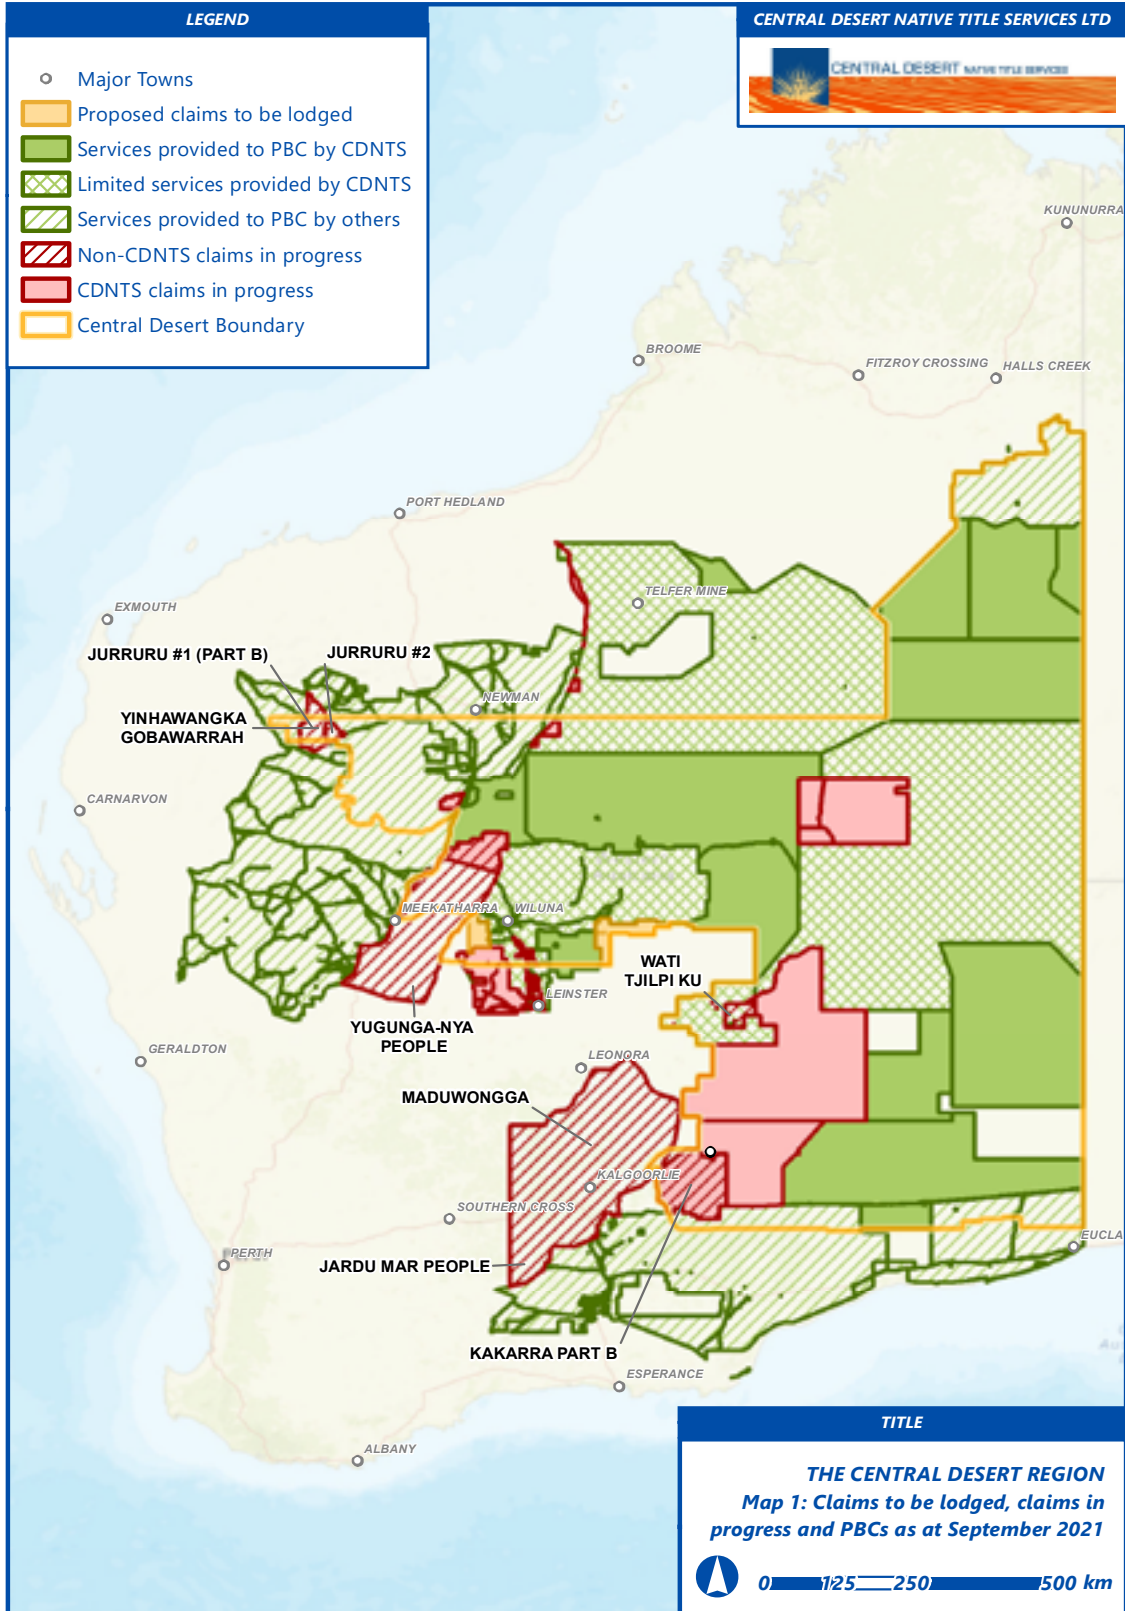 LEGEND
Major Towns
Proposed claims to be lodged
Services provided to PBC by CDNTS
Limited services provided by CDNTS
Services provided to PBC by others
Non-CDNTS claims in progress
CDNTS claims in progress
Central Desert Boundary
CENTRAL DESERT NATIVE TITLE SERVICES LTD
CENTRAL DESERT NATIVE TITLE SERVICES
KUNUNURRA
BROOME
FITZROY CROSSING
HALLS CREEK
PORT HEDLAND
TELFER MINE
EXMOUTH
JURRURU #1 (PART B)
JURRURU #2
NEWMAN
YINHAWANGKA
GOBAWARRAH
CARNARVON
MEEKATHARRA
WILUNA
WATI
TJILPI KU
LEINSTER
YUGUNGA-NYA
PEOPLE
GERALDTON
LEONORA
MADUWONGGA
KALGOORLIE
SOUTHERN CROSS
PERTH
EUCLA
JARDU MAR PEOPLE
KAKARRA PART B
ESPERANCE
ALBANY
TITLE
THE CENTRAL DESERT REGION
Map 1: Claims to be lodged, claims in
progress and PBCs as at September 2021
0 125 250 500 km